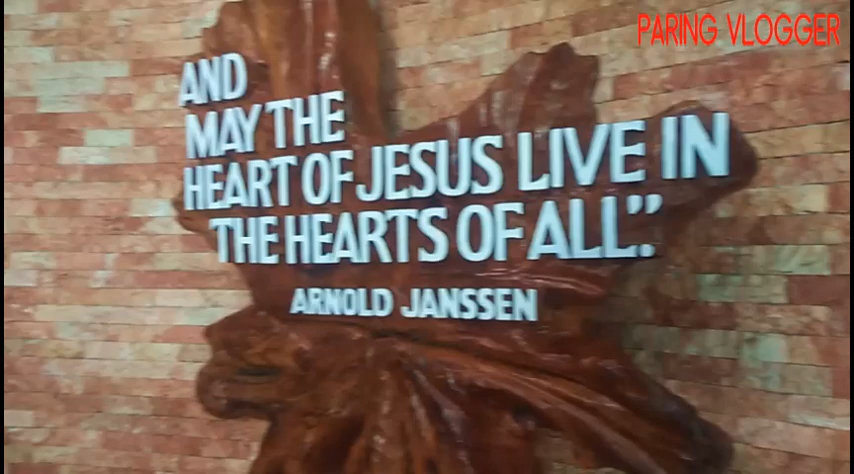 PARING VLOGGER
AND
MAY THE
HEART OF JESUS LIVE IN
THE HEARTS OF ALL".
ARNOLD JANSSEN